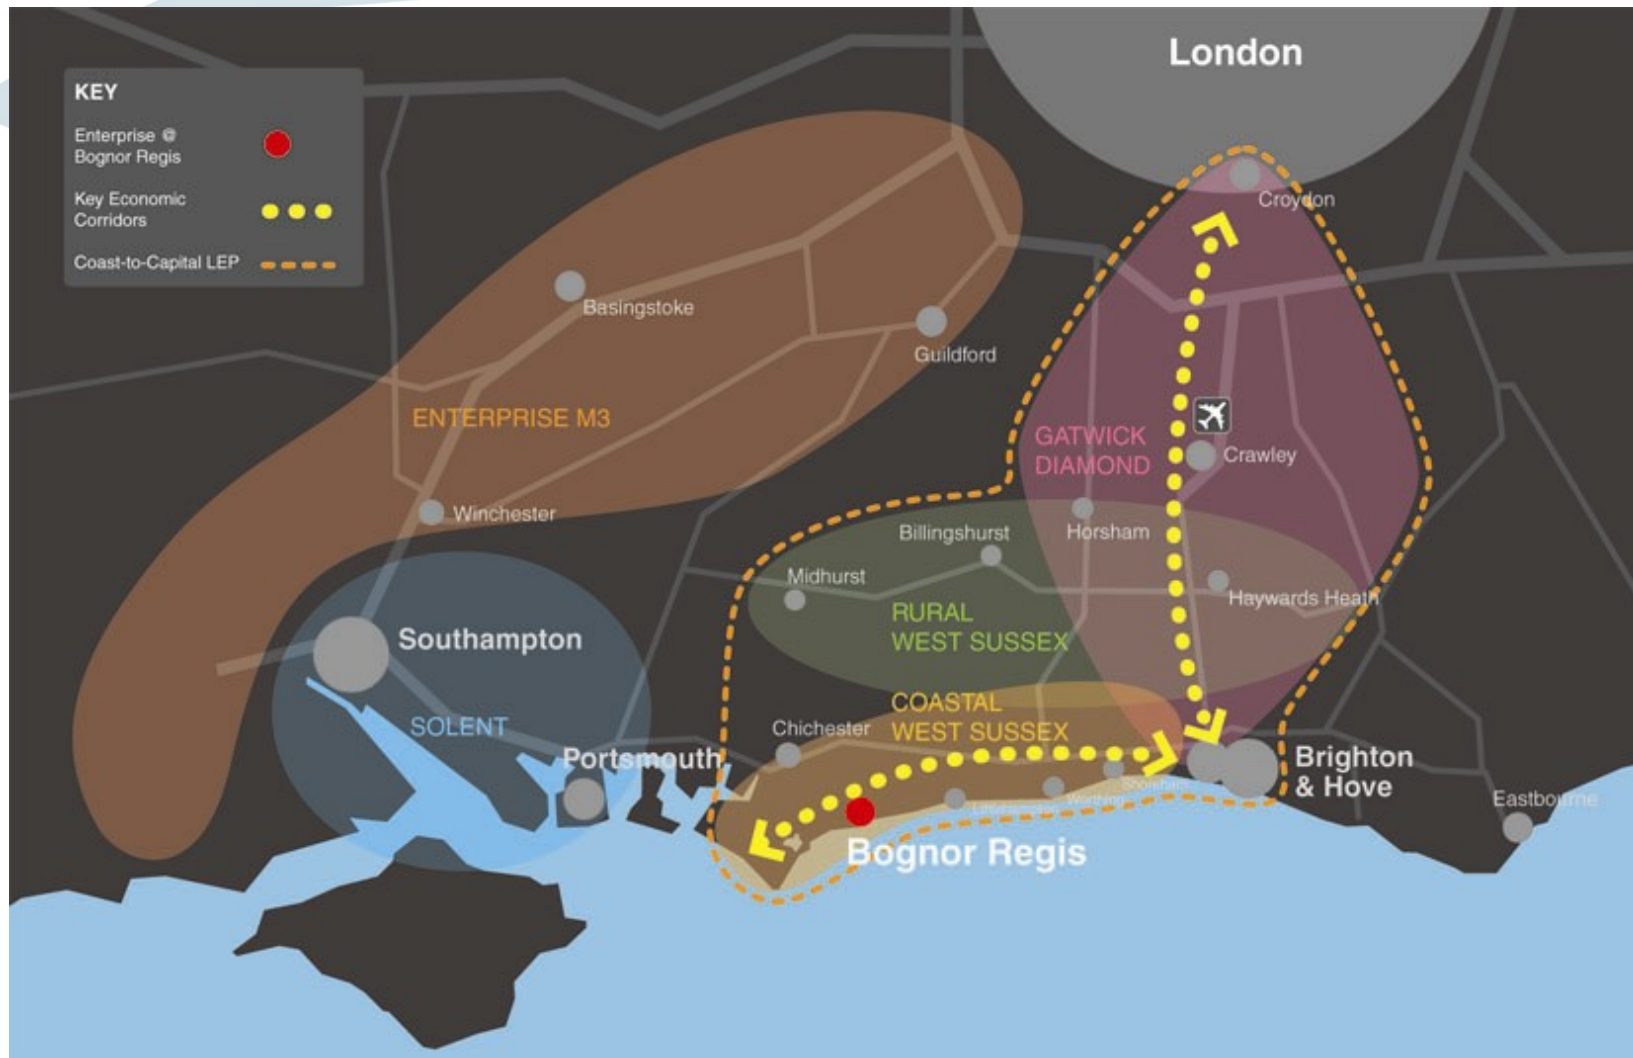 London
KEY
Enterprise @
Bognor Regis
Key Economic
Corridors
Coast-to-Capital LEP
Croydon
Basingstoke
Guildford
ENTERPRISE M3
GATWICK
DIAMOND
Crawley
Winchester
Billingshurst
Horsham
Midhurst
Haywards Heath
RURAL
WEST SUSSEX
Southampton
COASTAL
WEST SUSSEX
SOLENT
Chichester
Portsmouth
Brighton
& Hove
Shoreham
Worthing
Littlehampton
Eastbourne
Bognor Regis